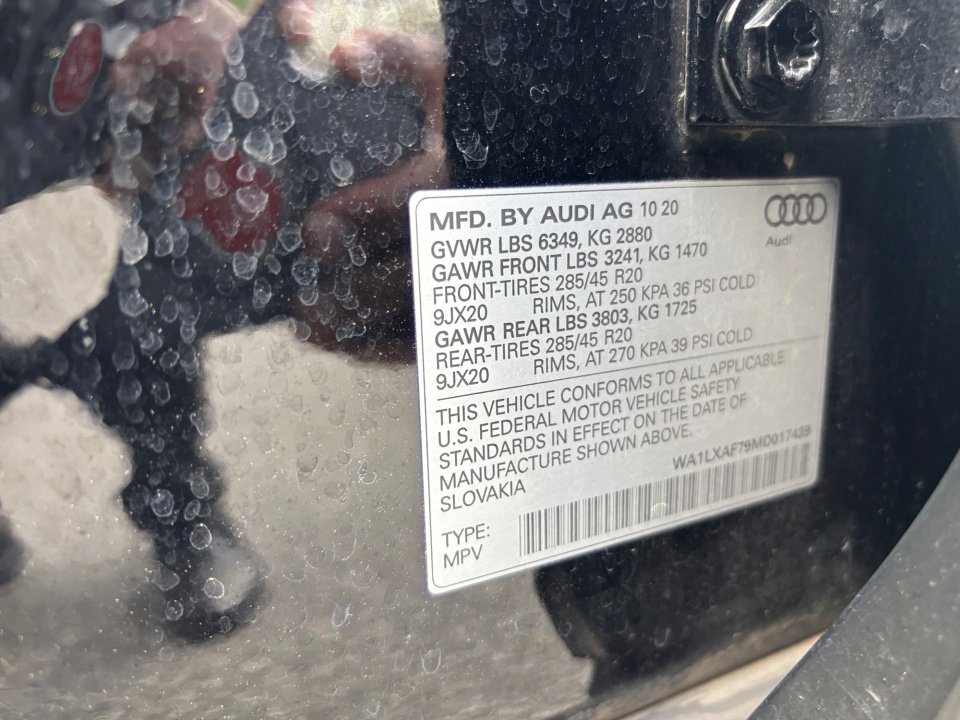 MFD. BY AUDI AG 10 20
Audi
GVWR LBS 6349, KG 2880
GAWR FRONT LBS 3241, KG 1470
FRONT-TIRES 285/45 R20
9JX20 RIMS, AT 250 KPA 36 PSI COLD
GAWR REAR LBS 3803, KG 1725
REAR-TIRES 285/45 R20
9JX20 RIMS, AT 270 KPA 39 PSI COLD
THIS VEHICLE CONFORMS TO ALL APPLICABLE
U.S. FEDERAL MOTOR VEHICLE SAFETY
STANDARDS IN EFFECT ON THE DATE OF
MANUFACTURE SHOWN ABOVE.
SLOVAKIA
WA1LXAF79MD017439
TYPE:
MPV